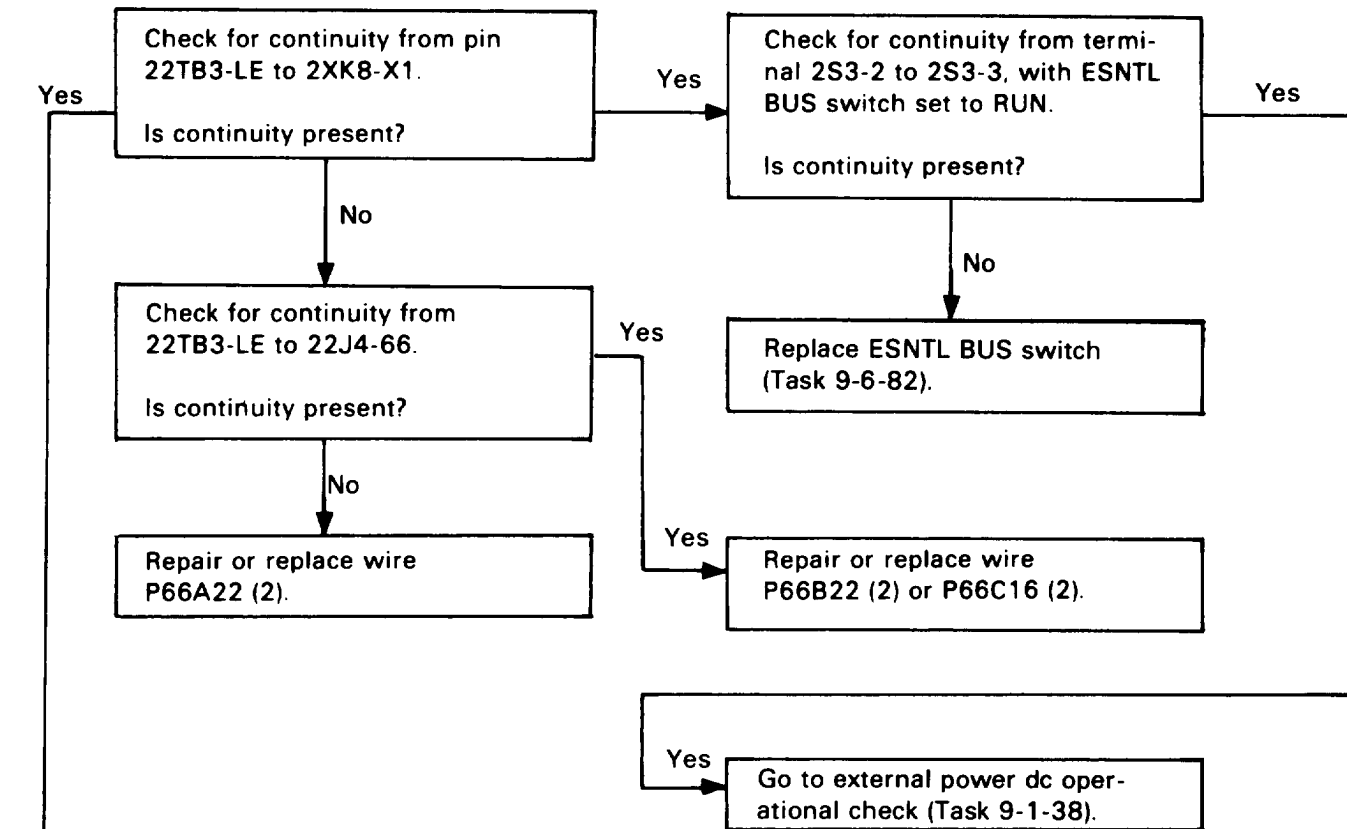 Check for continuity from pin
22TB3-LE to 2XK8-X1.
Is continuity present?
Yes
Yes
Check for continuity from termi-
nal 2S3-2 to 2S3-3, with ESNTL
BUS switch set to RUN.
Is continuity present?
Yes
No
No
Check for continuity from
22TB3-LE to 22J4-66.
Is continuity present?
Yes
Replace ESNTL BUS switch
(Task 9-6-82).
No
Repair or replace wire
P66A22 (2).
Yes
Repair or replace wire
P66B22 (2) or P66C16 (2).
Yes
Go to external power dc oper-
ational check (Task 9-1-38).